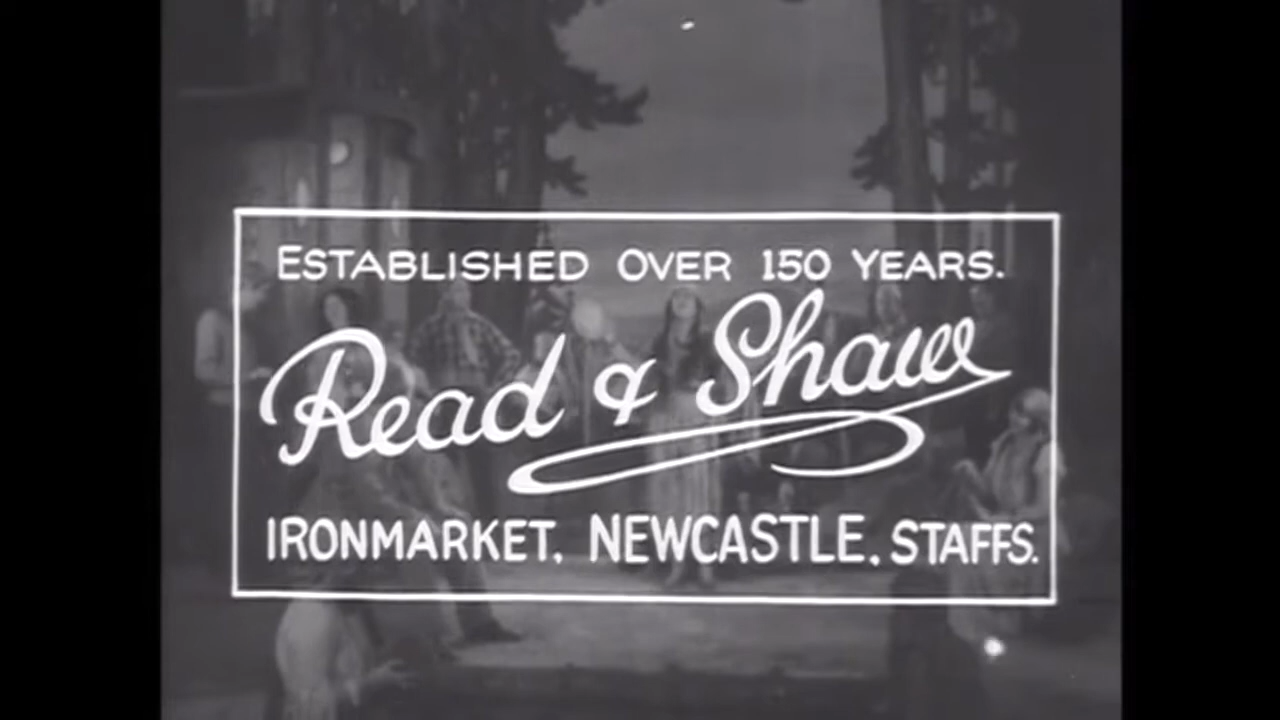 ESTABLISHED OVER 150 YEARS.
Read & Shaw
IRONMARKET, NEWCASTLE, STAFFS.